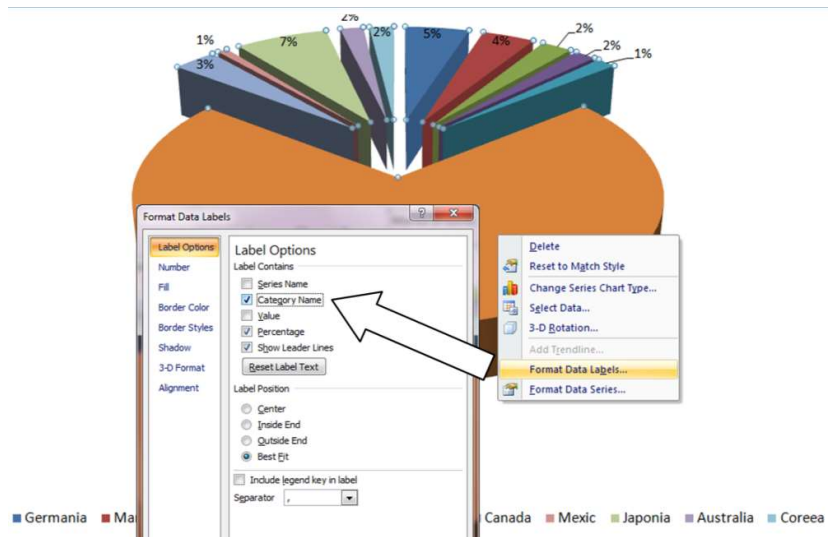 2%
1%
7%
2%
5%
4%
2%
2%
1%
3%
Format Data Labels
Label Options
Number
Fill
Border Color
Border Styles
Shadow
3-D Format
Alignment
Label Options
Label Contains
Series Name
Category Name
Value
Percentage
Show Leader Lines
Reset Label Text
Label Position
Center
Inside End
Outside End
Best Fit
Include legend key in label
Separator ,
Delete
Reset to Match Style
Change Series Chart Type...
Select Data...
3-D Rotation...
Add Trendline...
Format Data Labels...
Format Data Series...
Germania Ma Canada Mexic Japonia Australia Coreea